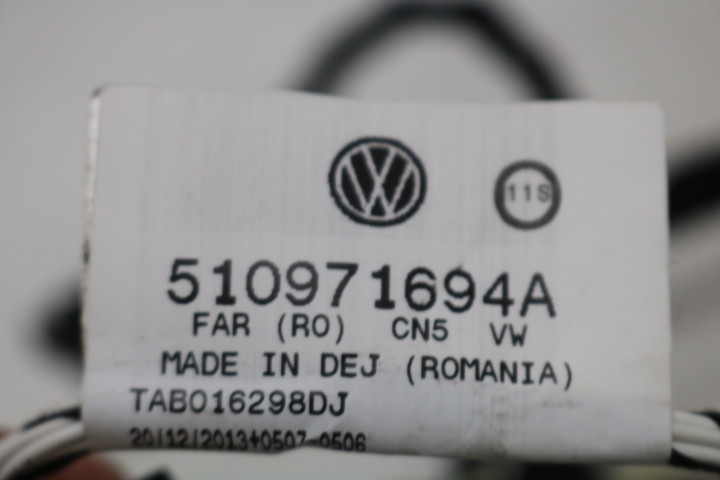 VW
11S
510971694A
FAR (RO) CN5 VW
MADE IN DEJ (ROMANIA)
TAB016298DJ
20/12/2013+0507-0506